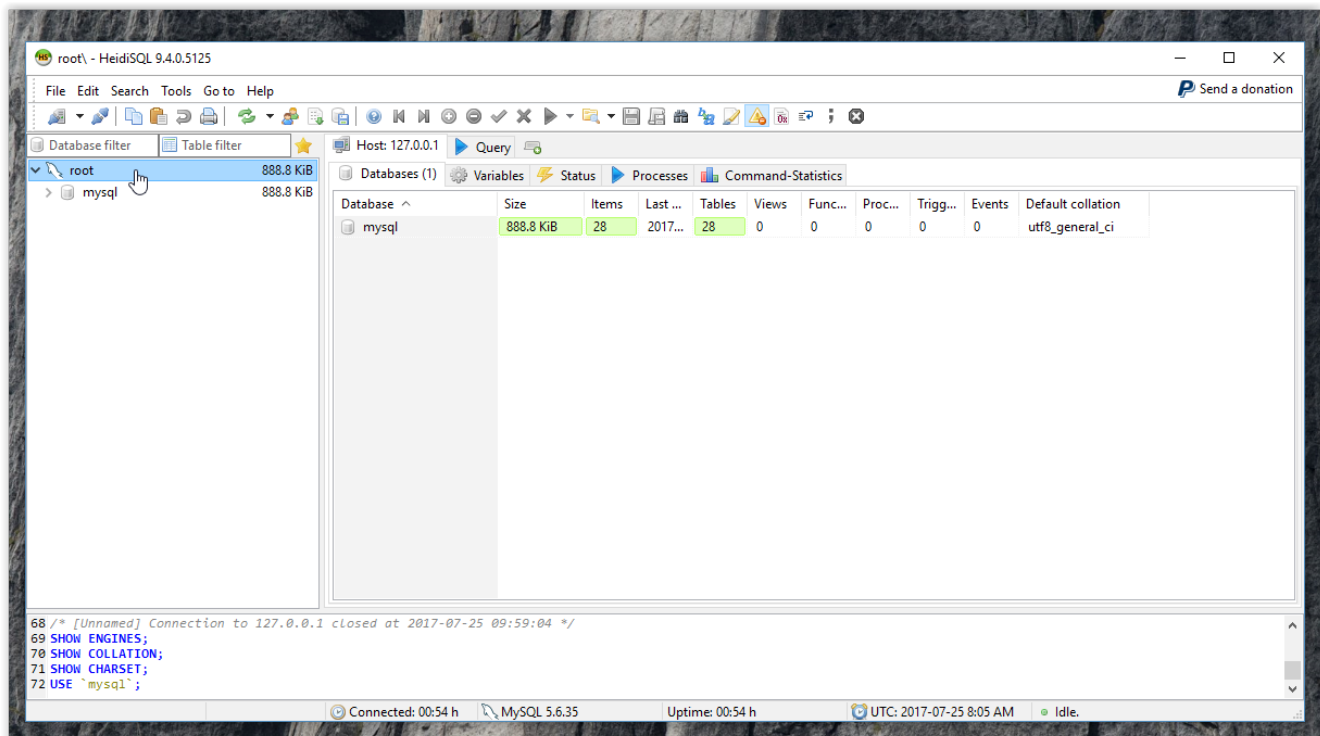 root\ - HeidiSQL 9.4.0.5125
File Edit Search Tools Go to Help
Send a donation
Database filter Table filter
Host: 127.0.0.1 Query
root 888.8 KiB
mysql 888.8 KiB
Databases (1) Variables Status Processes Command-Statistics
Database Size Items Last ... Tables Views Func... Proc... Trigg... Events Default collation
mysql 888.8 KiB 28 2017... 28 0 0 0 0 0 utf8_general_ci
68 /* [Unnamed] Connection to 127.0.0.1 closed at 2017-07-25 09:59:04 */
69 SHOW ENGINES;
70 SHOW COLLATION;
71 SHOW CHARSET;
72 USE `mysql`;
Connected: 00:54 h MySQL 5.6.35 Uptime: 00:54 h UTC: 2017-07-25 8:05 AM Idle.